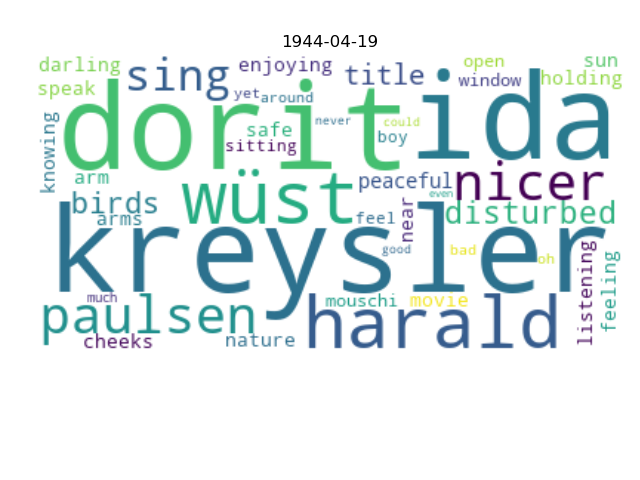 1944-04-19
darling
sing
enjoying
title
open
sun
speak
yet
around
window
holding
dorit
ida
knowing
safe
never
could
sitting
boy
arm
wüst
peaceful
nicer
birds
even
arms
feel
near
disturbed
kreysler
good
bad
oh
listening
feeling
much
paulsen
mouschi
movie
harald
cheeks
nature